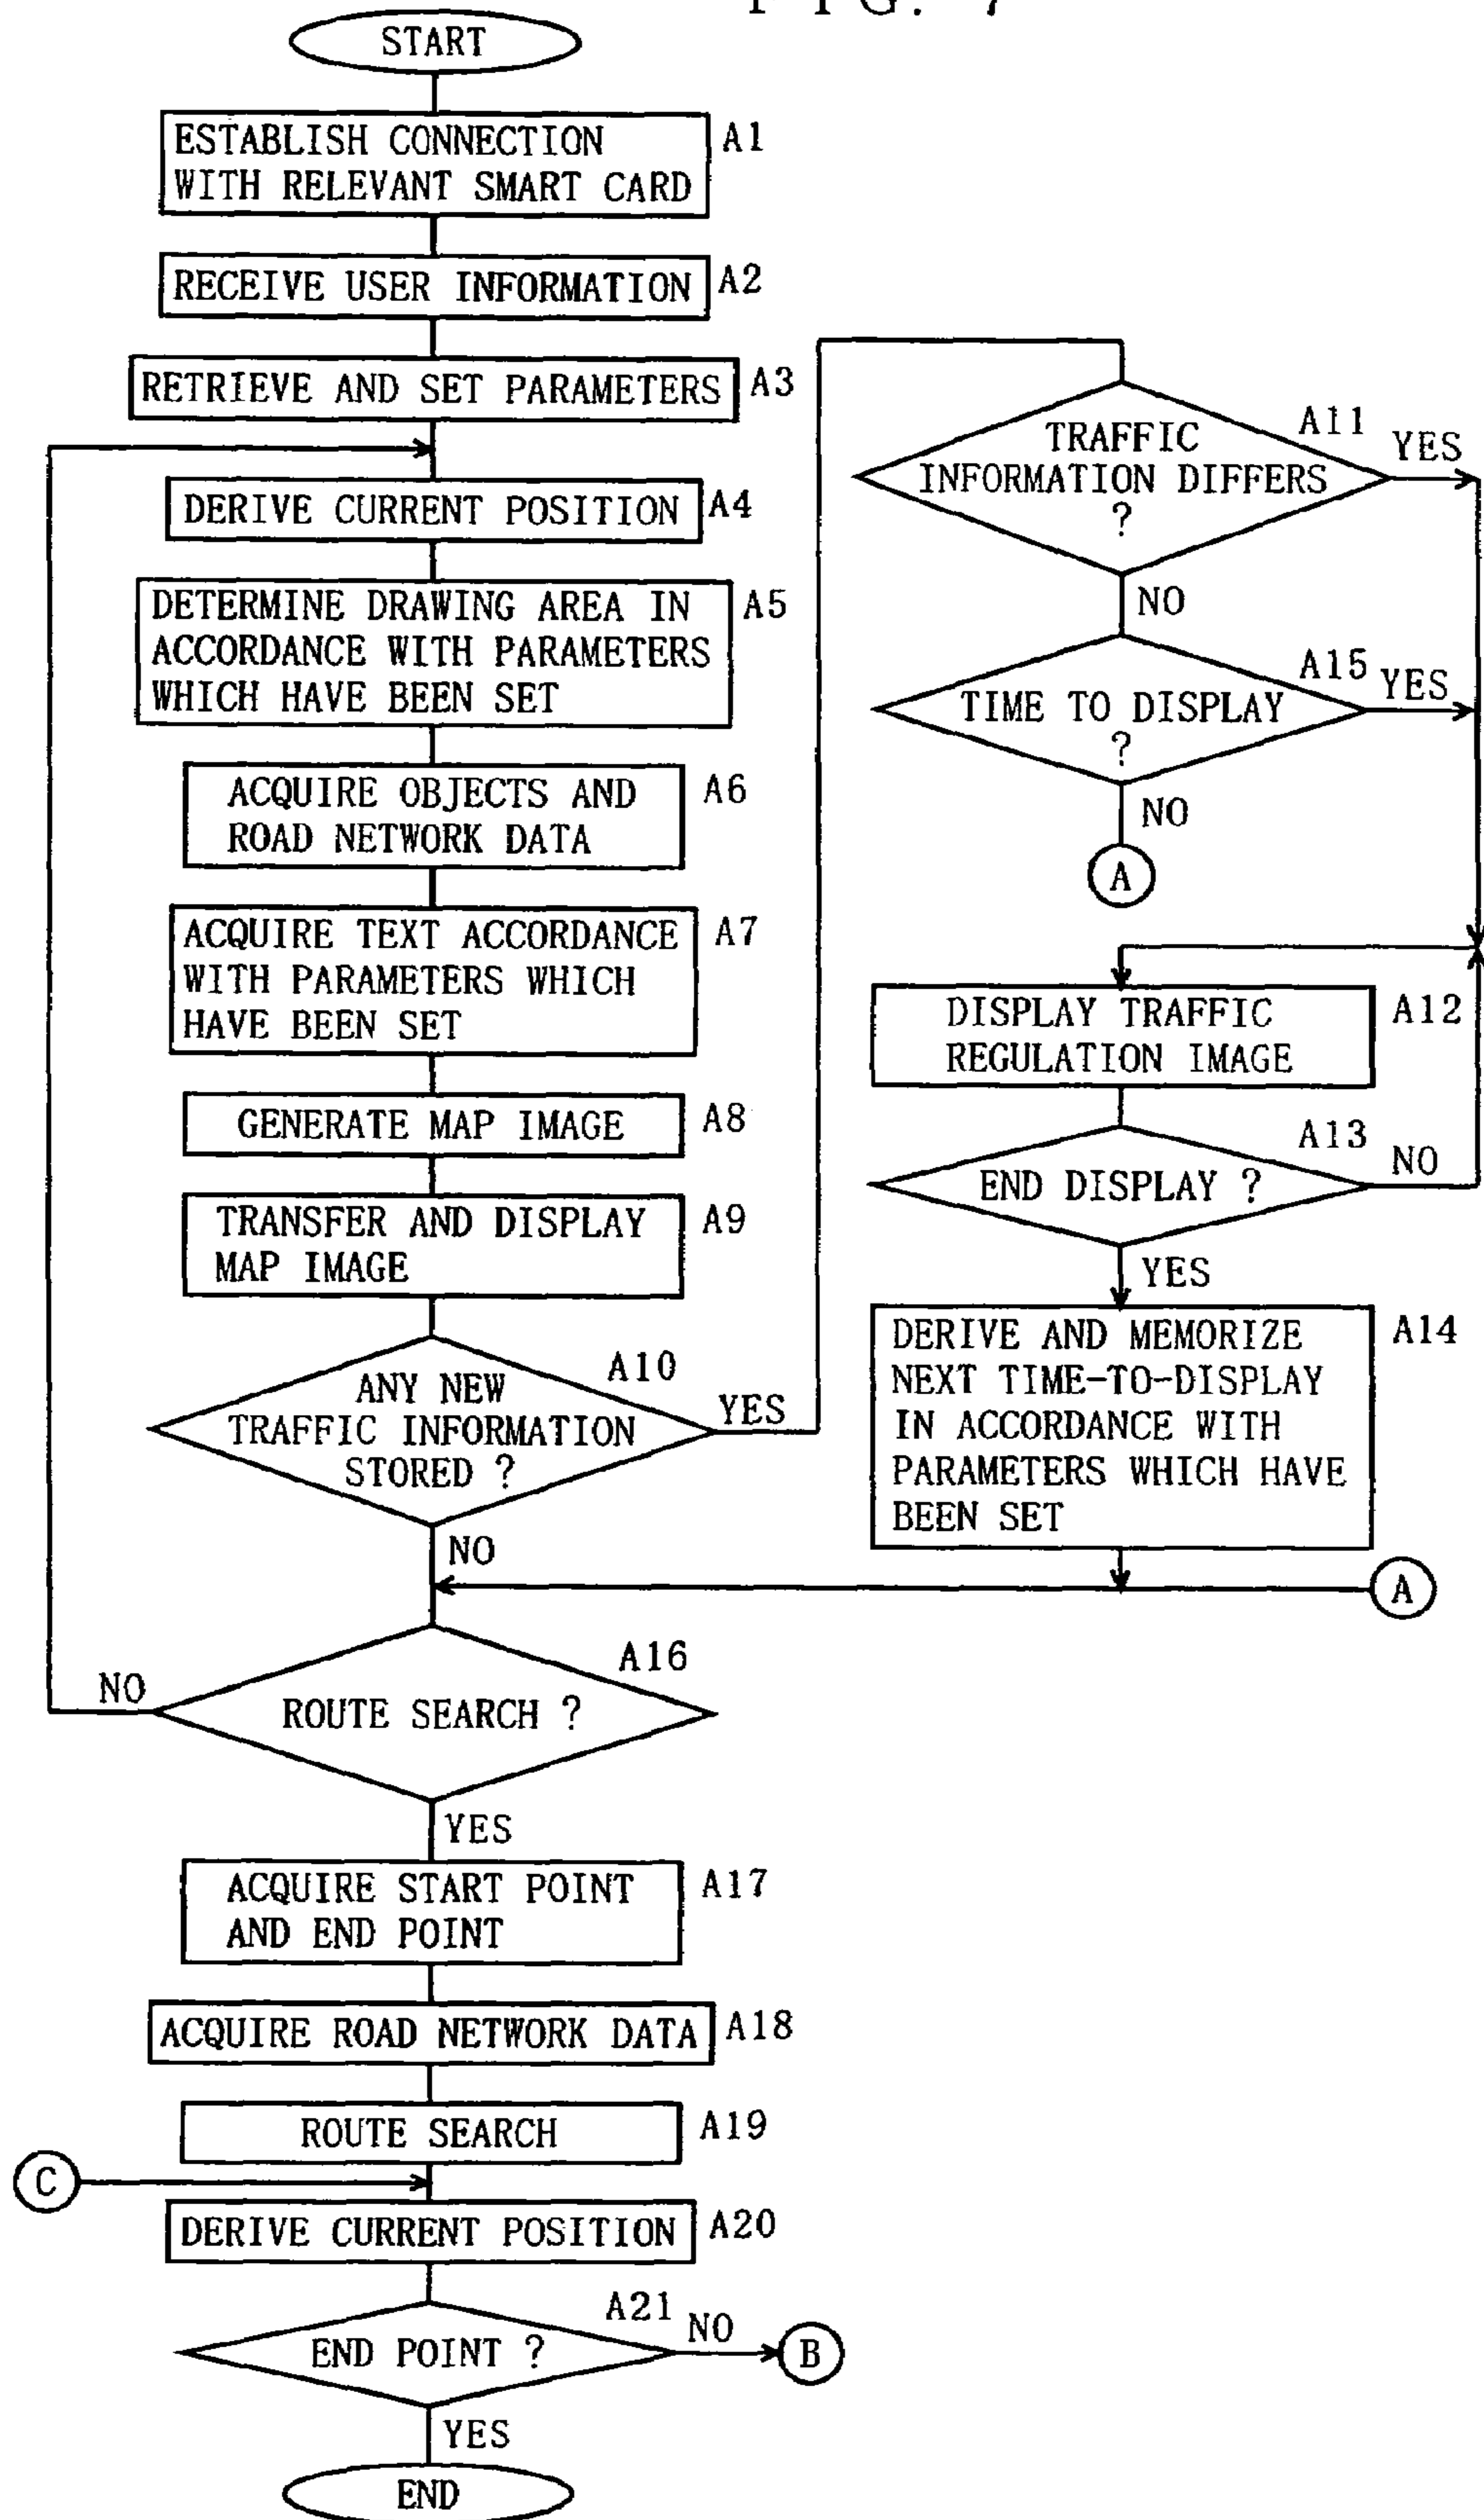 FIG. 7
START
ESTABLISH CONNECTION
WITH RELEVANT SMART CARD
A1
RECEIVE USER INFORMATION
A2
RETRIEVE AND SET PARAMETERS
A3
DERIVE CURRENT POSITION
A4
DETERMINE DRAWING AREA IN
ACCORDANCE WITH PARAMETERS
WHICH HAVE BEEN SET
A5
ACQUIRE OBJECTS AND
ROAD NETWORK DATA
A6
ACQUIRE TEXT ACCORDANCE
WITH PARAMETERS WHICH
HAVE BEEN SET
A7
GENERATE MAP IMAGE
A8
TRANSFER AND DISPLAY
MAP IMAGE
A9
ANY NEW
TRAFFIC INFORMATION
STORED ?
A10
YES
NO
TRAFFIC
INFORMATION DIFFERS
?
A11
YES
NO
TIME TO DISPLAY
?
A15
YES
NO
A
DISPLAY TRAFFIC
REGULATION IMAGE
A12
END DISPLAY ?
A13
NO
YES
DERIVE AND MEMORIZE
NEXT TIME-TO-DISPLAY
IN ACCORDANCE WITH
PARAMETERS WHICH HAVE
BEEN SET
A14
A
ROUTE SEARCH ?
A16
NO
YES
ACQUIRE START POINT
AND END POINT
A17
ACQUIRE ROAD NETWORK DATA
A18
ROUTE SEARCH
A19
C
DERIVE CURRENT POSITION
A20
END POINT ?
A21
NO
B
YES
END